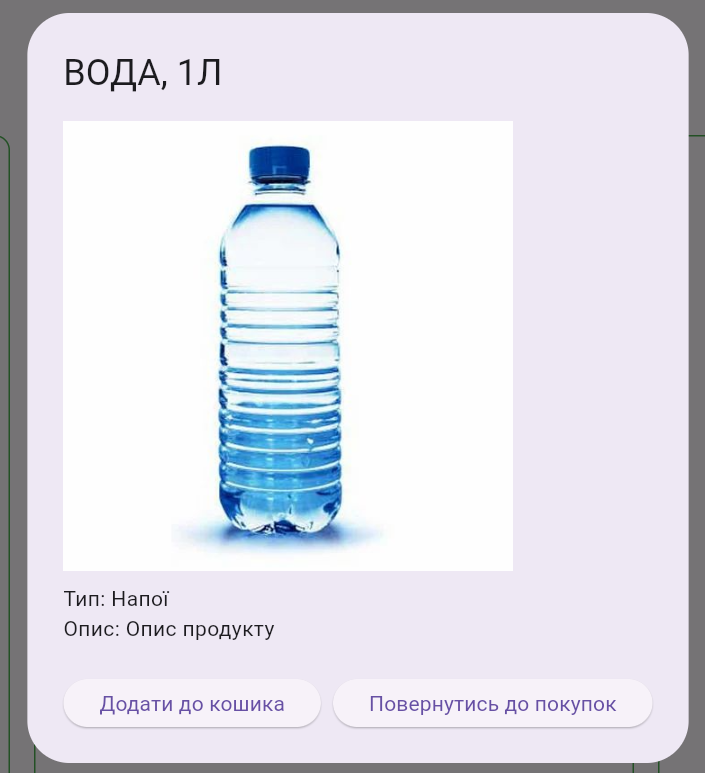 ВОДА, 1Л
Тип: Напої
Опис: Опис продукту
Додати до кошика
Повернутись до покупок